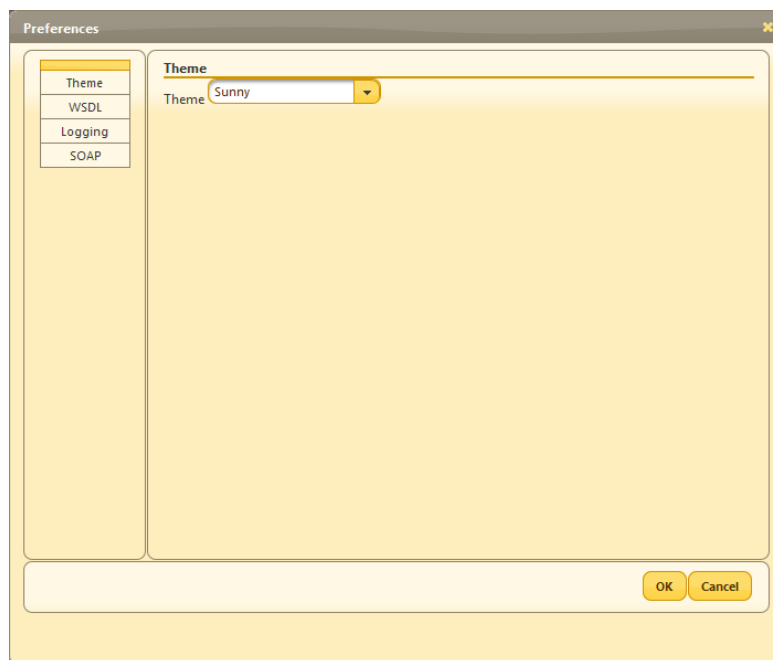 Preferences
Theme
WSDL
Logging
SOAP
Theme
Theme Sunny
OK Cancel